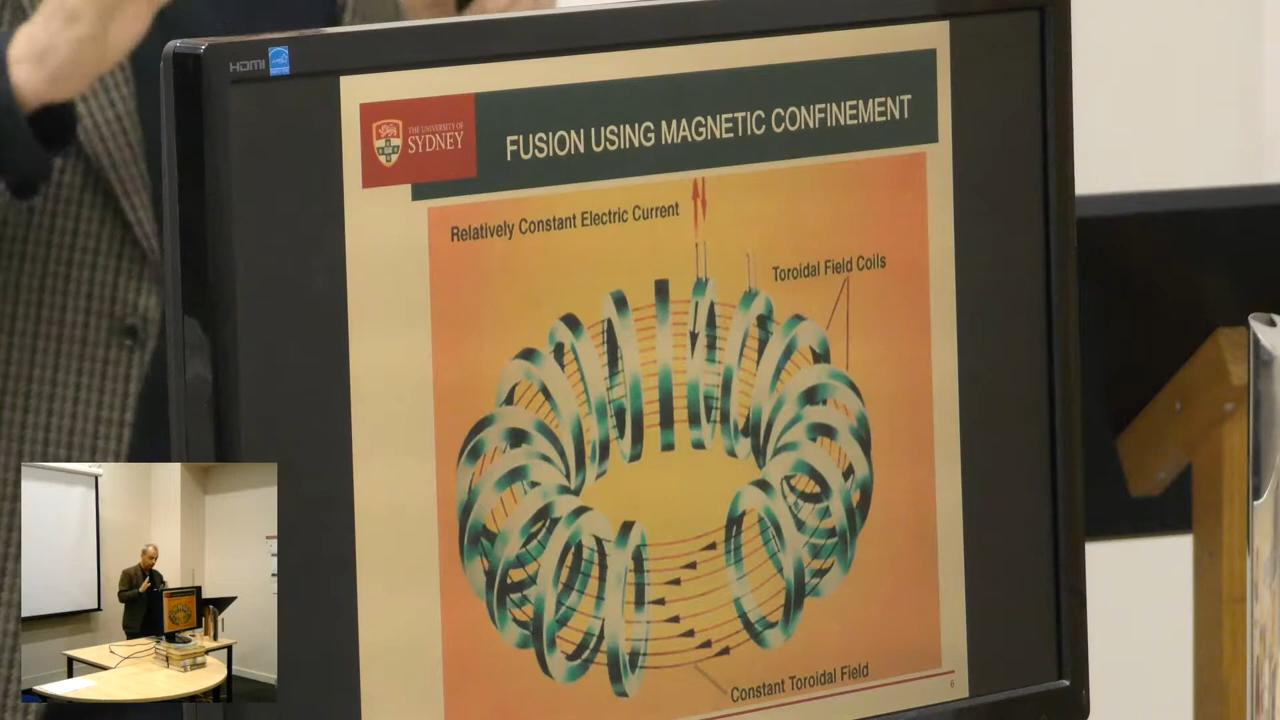 HDMI
THE UNIVERSITY OF
SYDNEY
FUSION USING MAGNETIC CONFINEMENT
Relatively Constant Electric Current
Toroidal Field Coils
Constant Toroidal Field
6